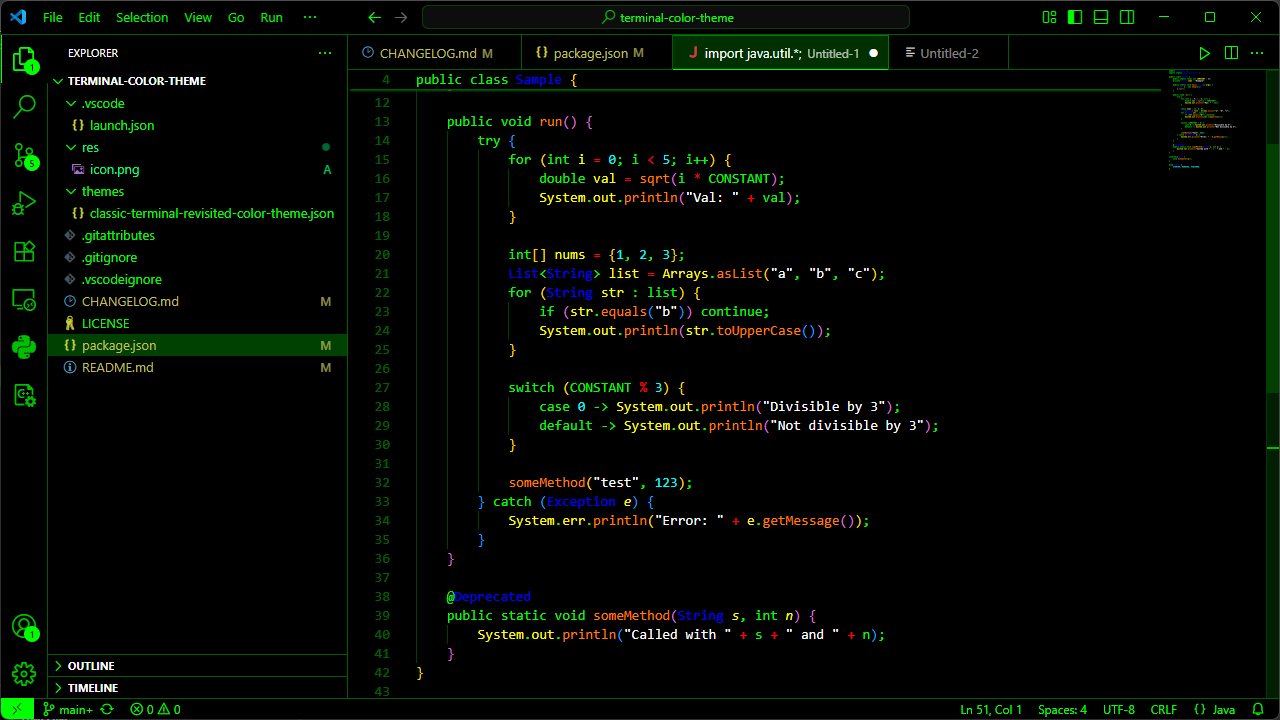 File Edit Selection View Go Run ···
terminal-color-theme
EXPLORER ···
CHANGELOG.md M
{} package.json M
J import java.util.*; Untitled-1
Untitled-2
TERMINAL-COLOR-THEME
.vscode
{} launch.json
res
icon.png A
themes
{} classic-terminal-revisited-color-theme.json
.gitattributes
.gitignore
.vscodeignore
CHANGELOG.md M
LICENSE
{} package.json M
README.md M
OUTLINE
TIMELINE
1
5
1
4 public class Sample {
12
13 public void run() {
14 try {
15 for (int i = 0; i < 5; i++) {
16 double val = sqrt(i * CONSTANT);
17 System.out.println("Val: " + val);
18 }
19
20 int[] nums = {1, 2, 3};
21 List<String> list = Arrays.asList("a", "b", "c");
22 for (String str : list) {
23 if (str.equals("b")) continue;
24 System.out.println(str.toUpperCase());
25 }
26
27 switch (CONSTANT % 3) {
28 case 0 -> System.out.println("Divisible by 3");
29 default -> System.out.println("Not divisible by 3");
30 }
31
32 someMethod("test", 123);
33 } catch (Exception e) {
34 System.err.println("Error: " + e.getMessage());
35 }
36 }
37
38 @Deprecated
39 public static void someMethod(String s, int n) {
40 System.out.println("Called with " + s + " and " + n);
41 }
42 }
43
main+ 0 0
Ln 51, Col 1 Spaces: 4 UTF-8 CRLF {} Java